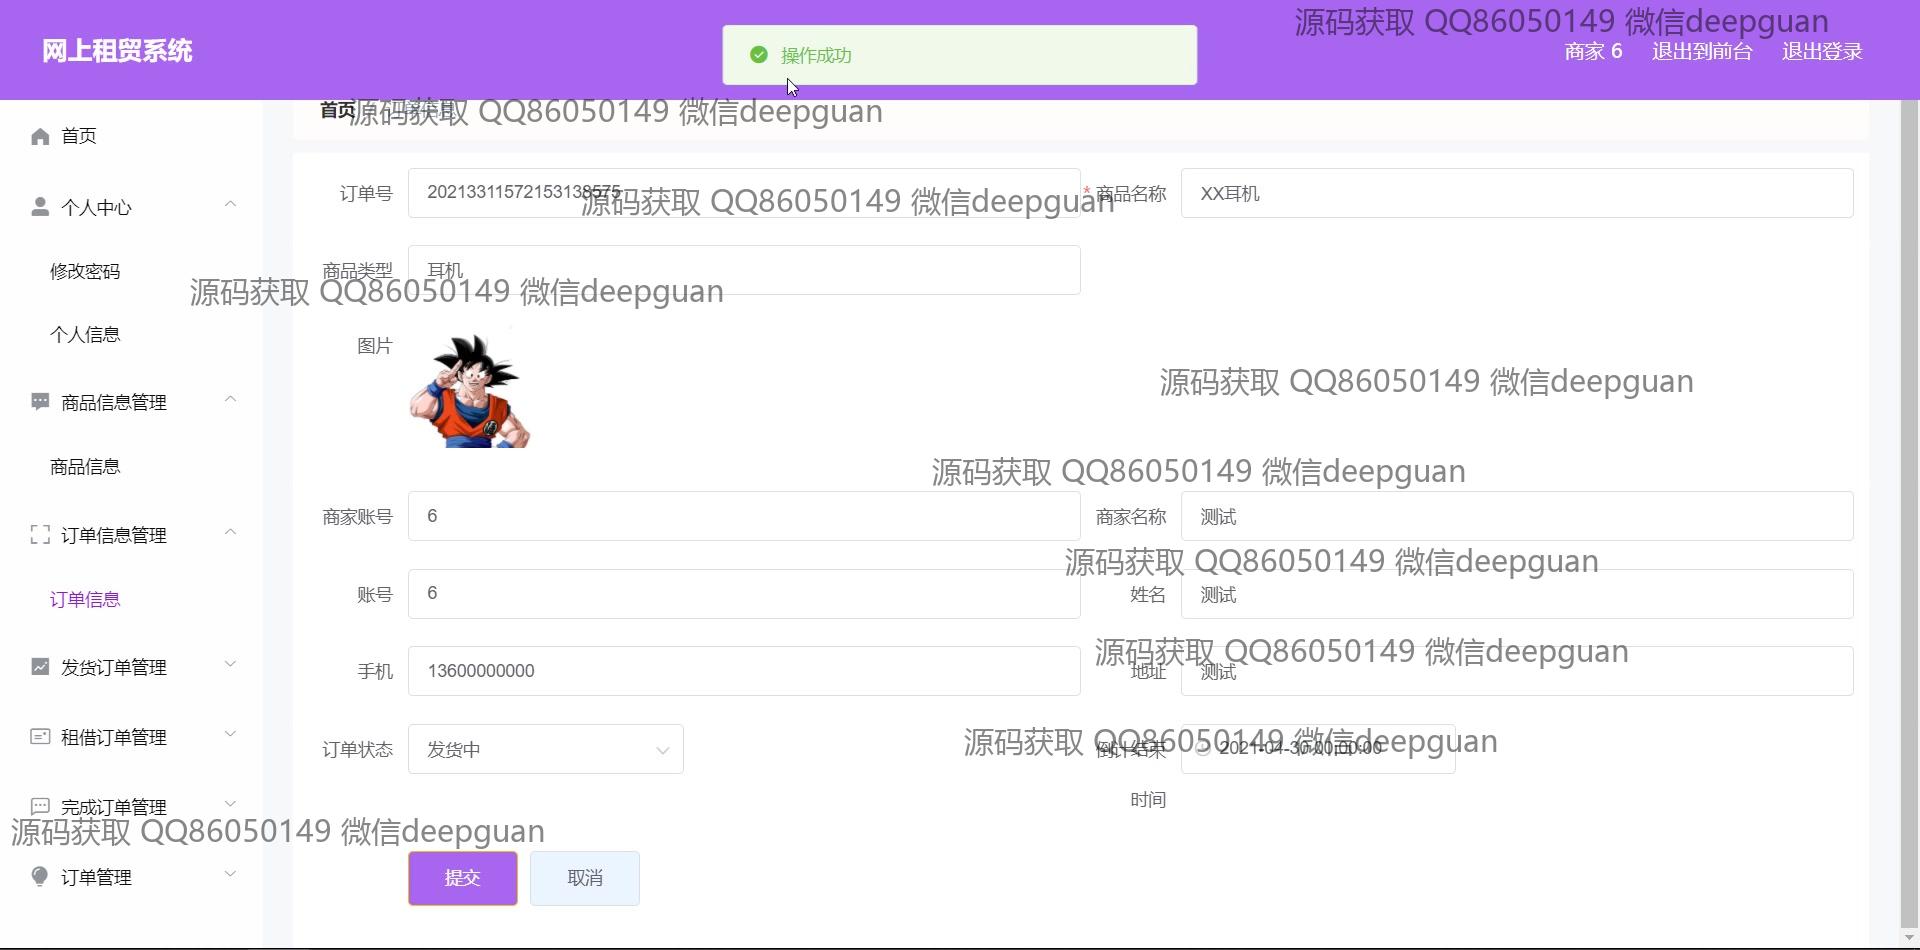 源码获取 QQ86050149 微信deepguan
网上租贸系统
操作成功
商家 6 退出到前台 退出登录
首页
源码获取 QQ86050149 微信deepguan
首页
订单号 20213311572153138575
* 商品名称 XX耳机
源码获取 QQ86050149 微信deepguan
个人中心
商品类型 耳机
修改密码
源码获取 QQ86050149 微信deepguan
个人信息
图片
源码获取 QQ86050149 微信deepguan
商品信息管理
商品信息
源码获取 QQ86050149 微信deepguan
商家账号 6
商家名称 测试
订单信息管理
源码获取 QQ86050149 微信deepguan
订单信息
账号 6
姓名 测试
源码获取 QQ86050149 微信deepguan
发货订单管理
手机 13600000000
地址 测试
租借订单管理
源码获取 QQ86050149 微信deepguan
订单状态 发货中
倒计结束 2021-04-30 00:00:00
时间
完成订单管理
源码获取 QQ86050149 微信deepguan
订单管理
提交 取消